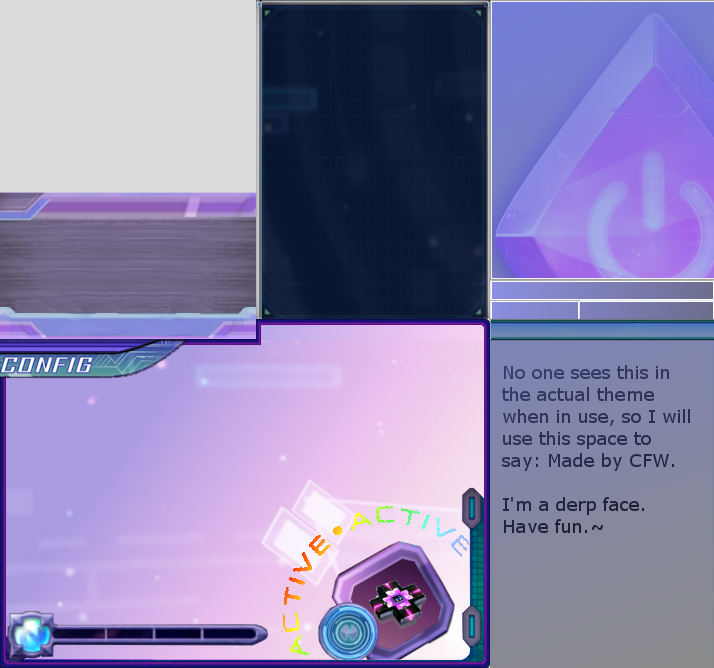 CONFIG
ACTIVE • ACTIVE
N
No one sees this in
the actual theme
when in use, so I will
use this space to
say: Made by CFW.
I'm a derp face.
Have fun.~